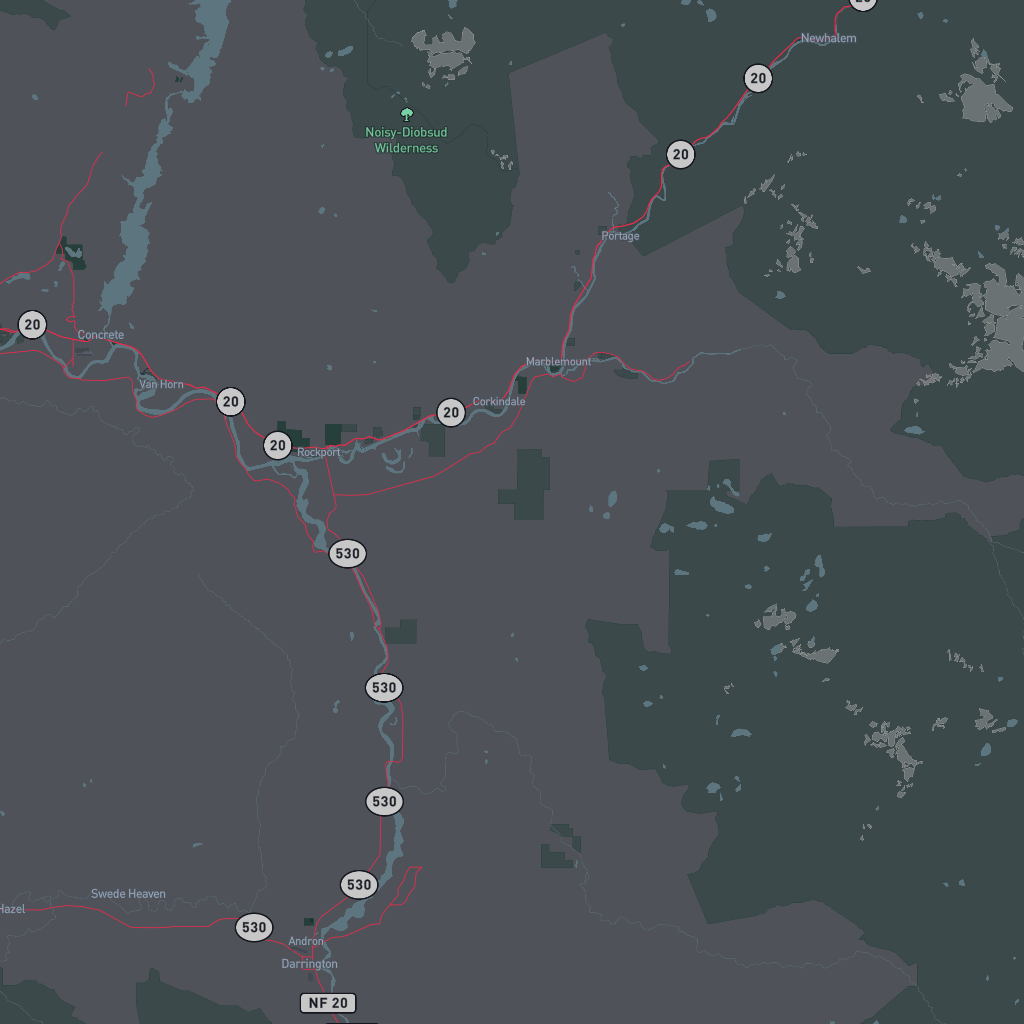 20
Newhalem
20
Noisy-Diobsud
Wilderness
20
Portage
20
Concrete
Marblemount
Van Horn
20
Corkindale
20
20
Rockport
530
530
530
530
Swede Heaven
Hazel
530
Andron
Darrington
NF 20